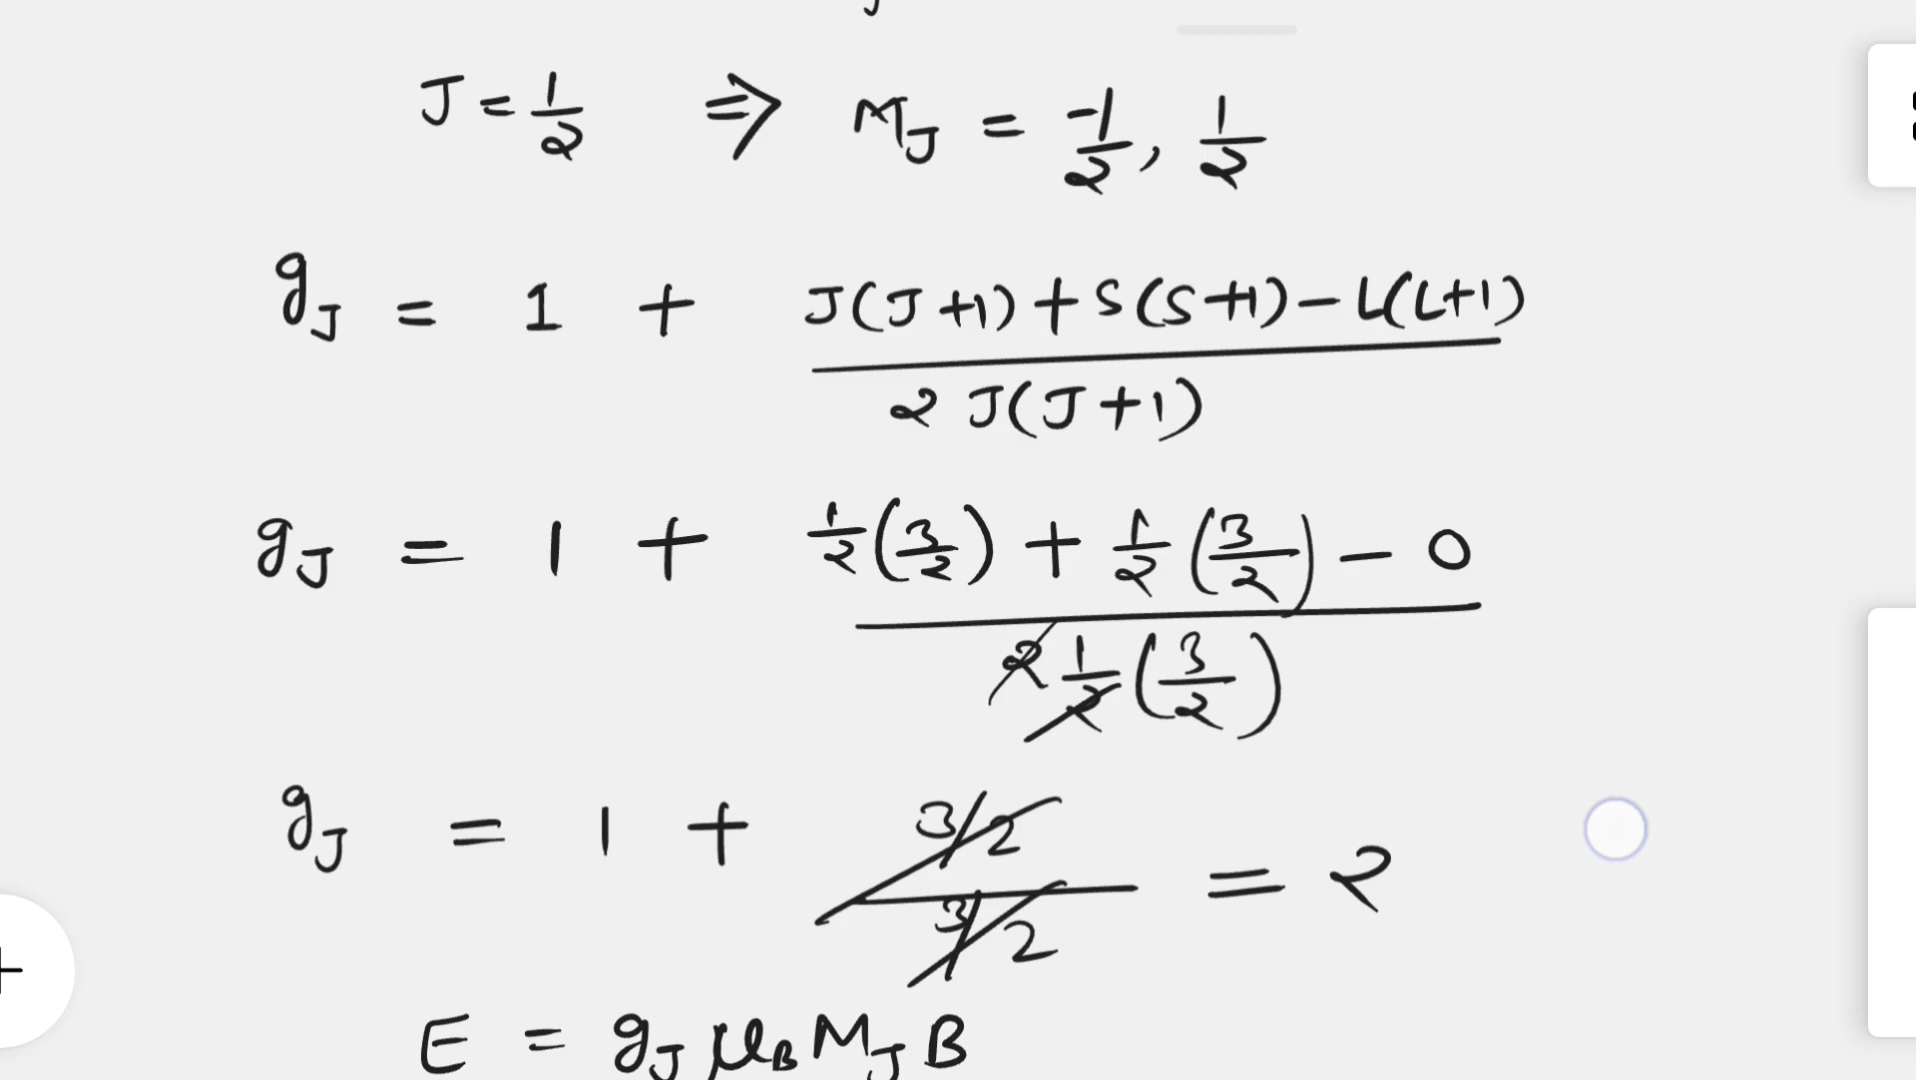 J = 1/2 ⇒ M_J = -1/2, 1/2
g_J = 1 + (J(J+1)+S(S+1)-L(L+1))/(2J(J+1))
g_J = 1 + (1/2(3/2) + 1/2(3/2) - 0)/(2 1/2(3/2))
g_J = 1 + (3/2)/(3/2) = 2
E = g_J μ_B M_J B